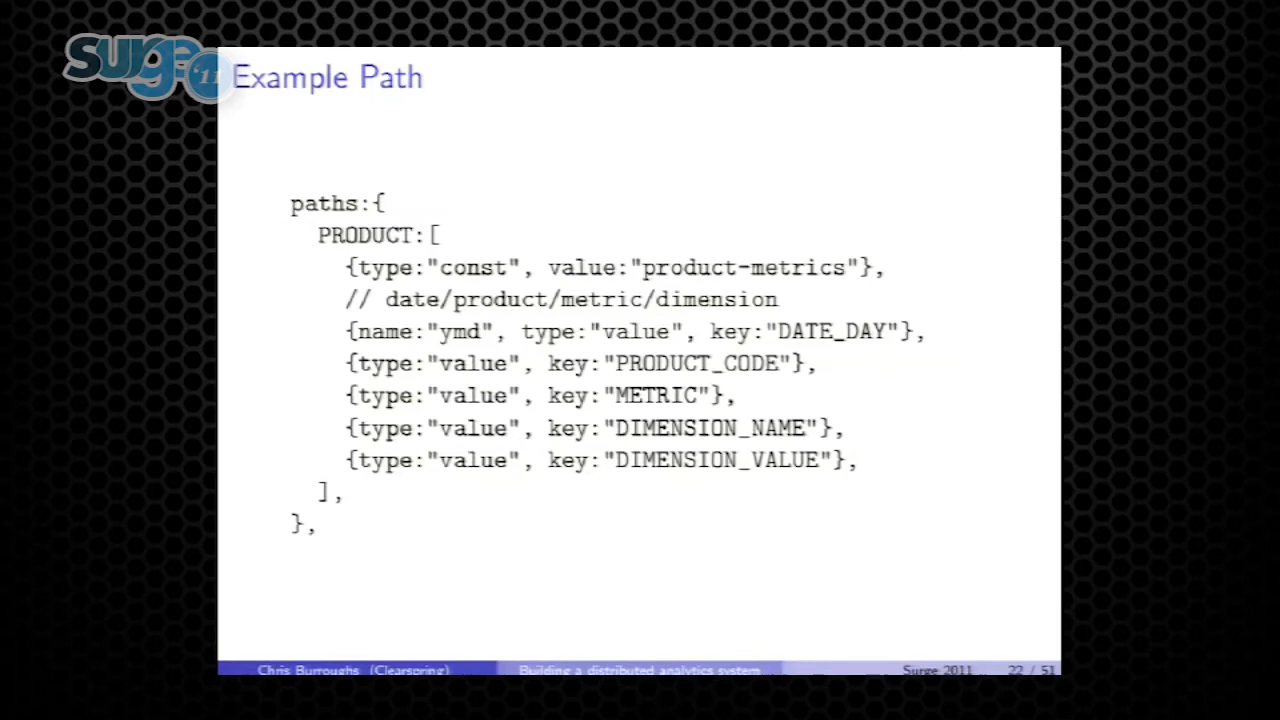 surge '11
Example Path
paths:{
PRODUCT:[
{type:"const", value:"product-metrics"},
// date/product/metric/dimension
{name:"ymd", type:"value", key:"DATE_DAY"},
{type:"value", key:"PRODUCT_CODE"},
{type:"value", key:"METRIC"},
{type:"value", key:"DIMENSION_NAME"},
{type:"value", key:"DIMENSION_VALUE"},
],
},
Chris Burroughs (Clearspring) Building a distributed analytics system Surge 2011 22 / 51